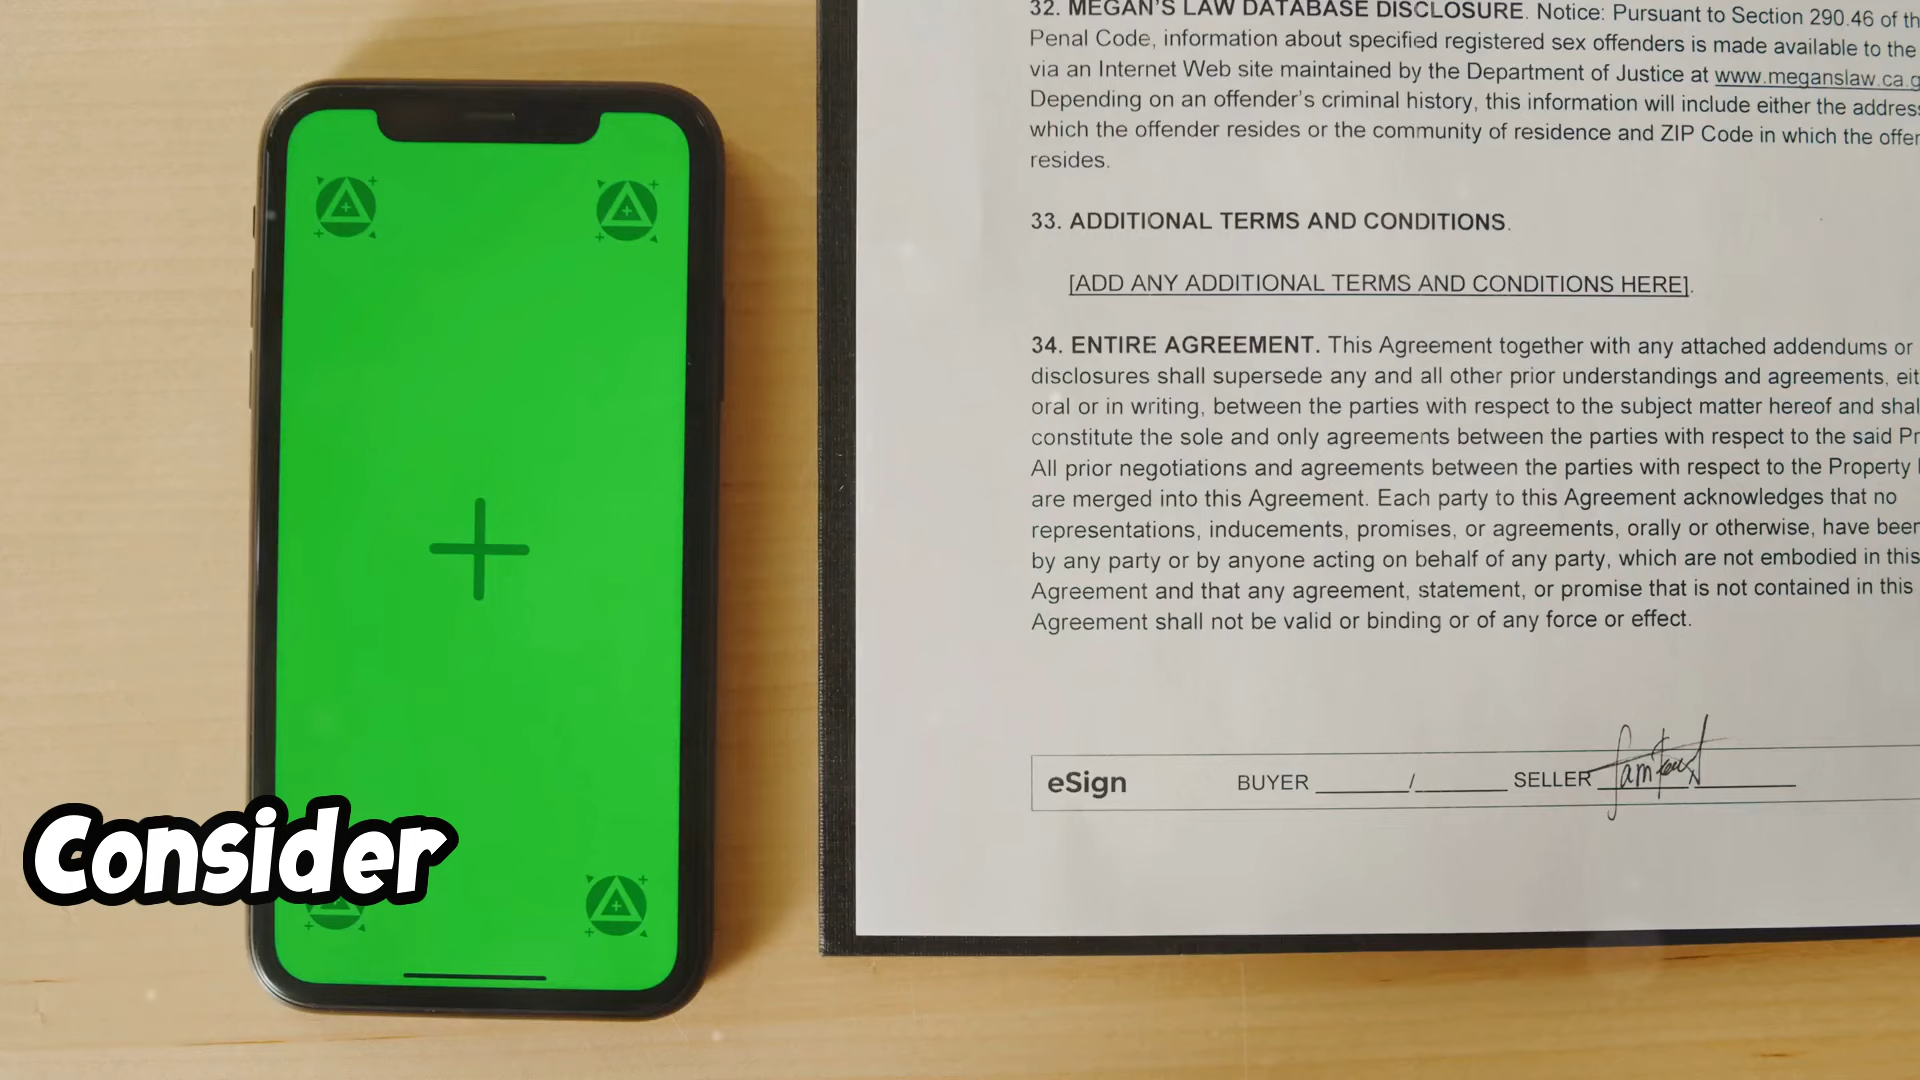 32. MEGAN'S LAW DATABASE DISCLOSURE. Notice: Pursuant to Section 290.46 of
Penal Code, information about specified registered sex offenders is made available to the
via an Internet Web site maintained by the Department of Justice at www.meganslaw.ca.g
Depending on an offender's criminal history, this information will include either the
which the offender resides or the community of residence and ZIP Code in which the
resides.
33. ADDITIONAL TERMS AND CONDITIONS.
[ADD ANY ADDITIONAL TERMS AND CONDITIONS HERE].
34. ENTIRE AGREEMENT. This Agreement together with any attached addendums or
disclosures shall supersede any and all other prior understandings and agreements,
oral or in writing, between the parties with respect to the subject matter hereof and
constitute the sole and only agreements between the parties with respect to the said
All prior negotiations and agreements between the parties with respect to the Property
are merged into this Agreement. Each party to this Agreement acknowledges that no
representations, inducements, promises, or agreements, orally or otherwise, have been
by any party or by anyone acting on behalf of any party, which are not embodied in this
Agreement and that any agreement, statement, or promise that is not contained in this
Agreement shall not be valid or binding or of any force or effect.
eSign BUYER ________/________ SELLER
Consider